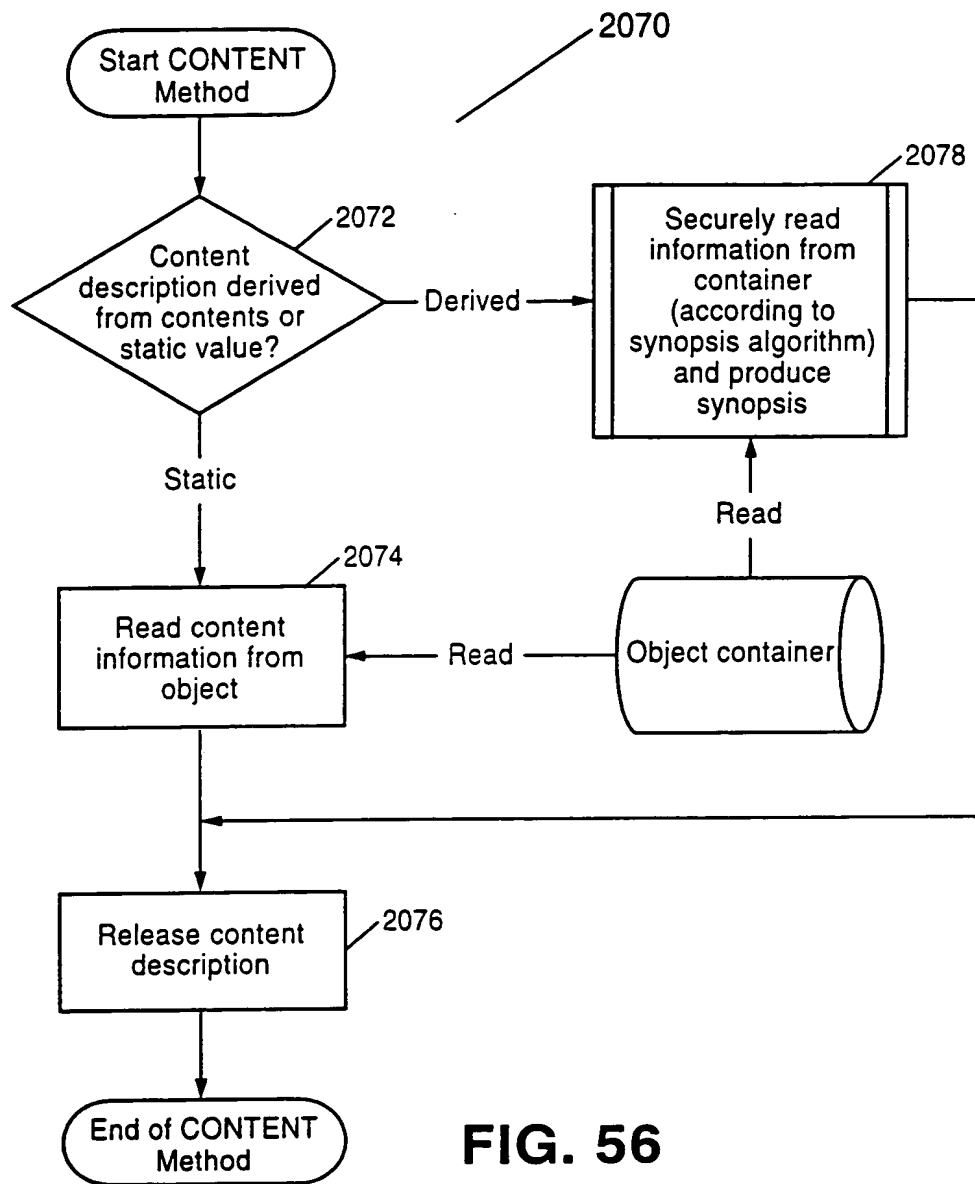 2070
Start CONTENT
Method
2072
Content
description derived
from contents or
static value?
Derived
2078
Securely read
information from
container
(according to
synopsis algorithm)
and produce
synopsis
Static
Read
2074
Read content
information from
object
Read
Object container
2076
Release content
description
End of CONTENT
Method
FIG. 56